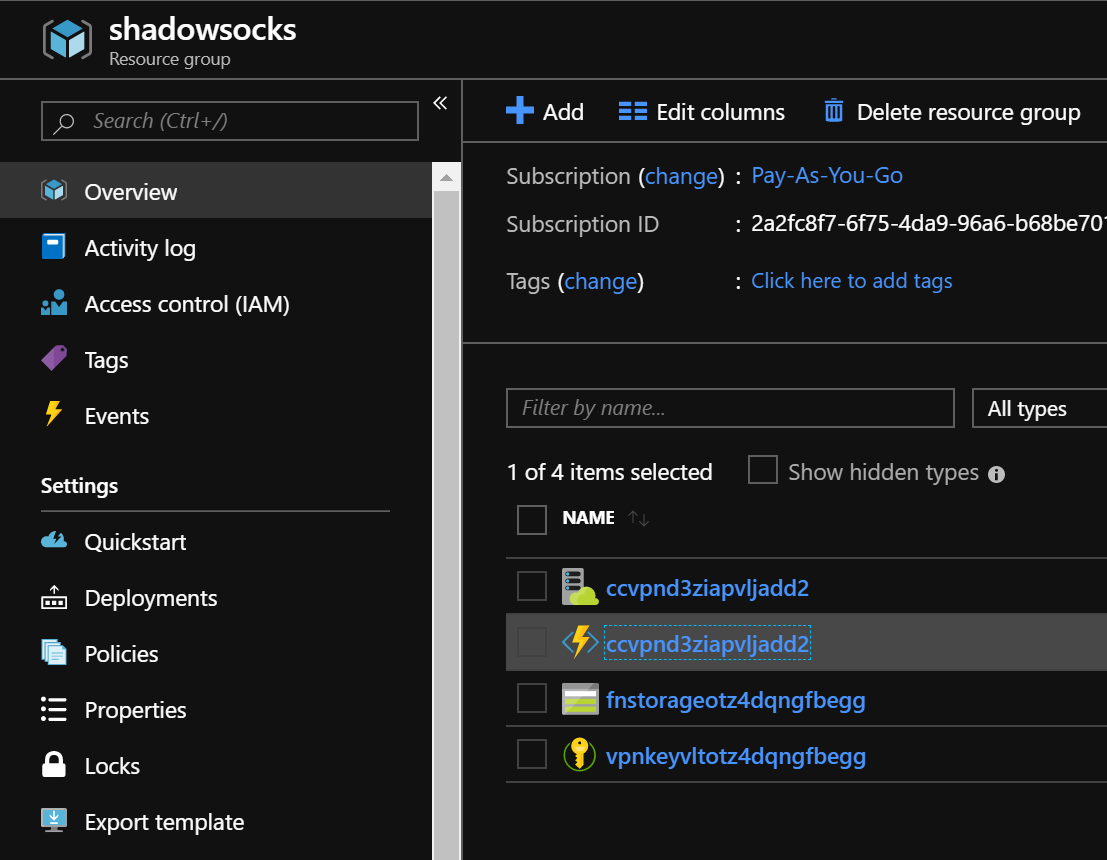 shadowsocks
Resource group
Search (Ctrl+/)
«
Overview
Activity log
Access control (IAM)
Tags
Events
Settings
Quickstart
Deployments
Policies
Properties
Locks
Export template
Add
Edit columns
Delete resource group
Subscription (change) : Pay-As-You-Go
Subscription ID : 2a2fc8f7-6f75-4da9-96a6-b68be701
Tags (change) : Click here to add tags
Filter by name...
All types
1 of 4 items selected
Show hidden types
NAME
ccvpnd3ziapvljadd2
ccvpnd3ziapvljadd2
fnstorageotz4dqngfbegg
vpnkeyvltotz4dqngfbegg